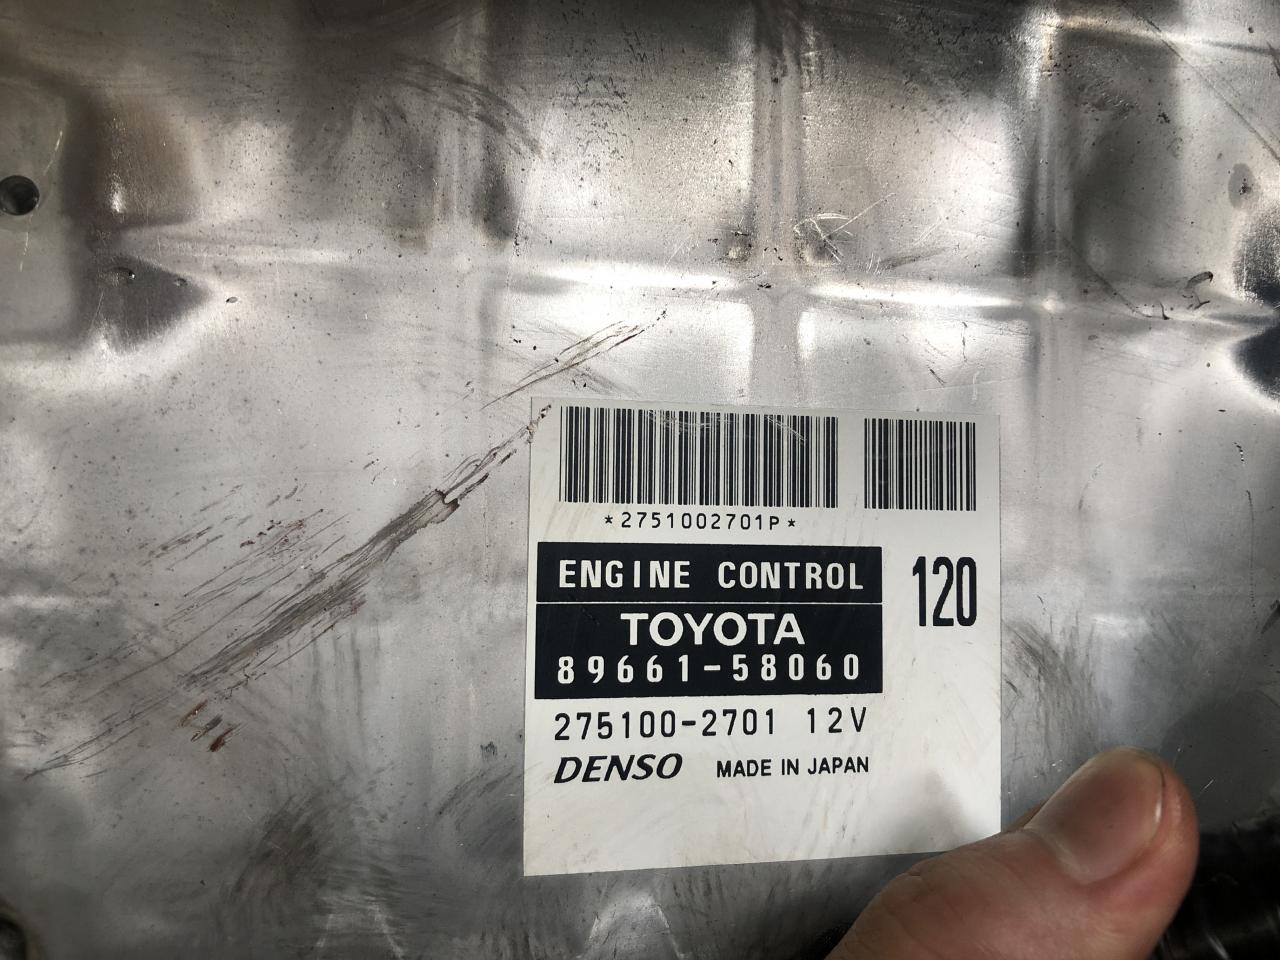 *2751002701P*
ENGINE CONTROL
120
TOYOTA
89661-58060
275100-2701 12V
DENSO MADE IN JAPAN